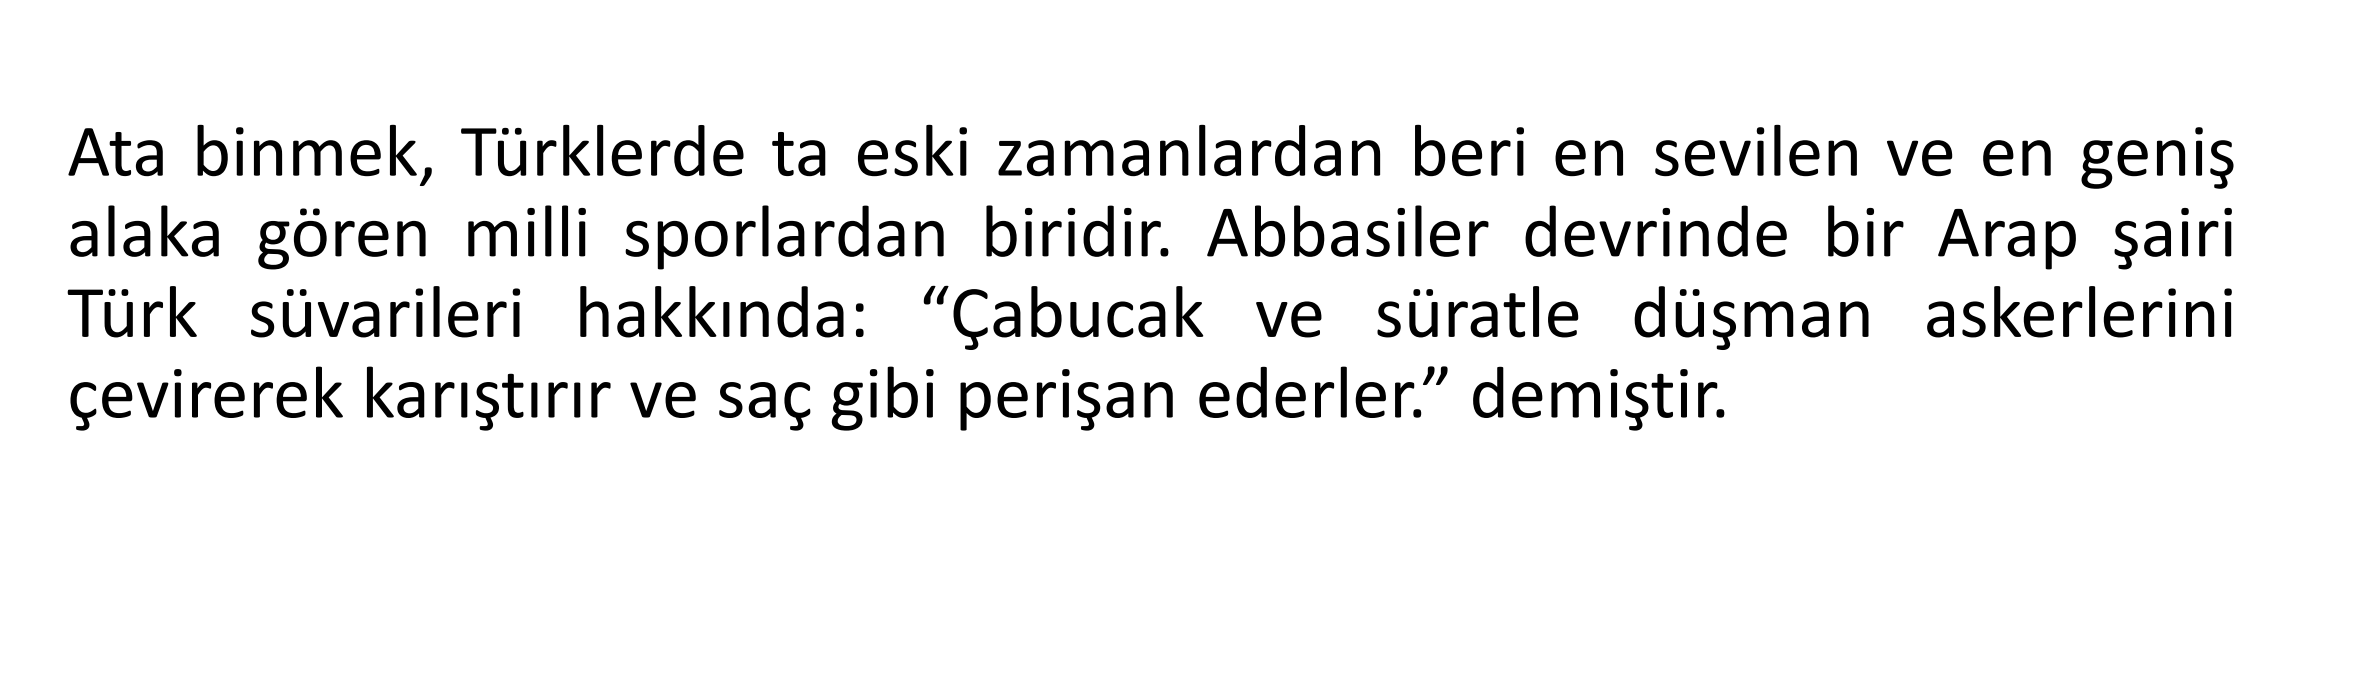 Ata binmek, Türklerde ta eski zamanlardan beri en sevilen ve en geniş
alaka gören milli sporlardan biridir. Abbasiler devrinde bir Arap şairi
Türk süvarileri hakkında: “Çabucak ve süratle düşman askerlerini
çevirerek karıştırır ve saç gibi perişan ederler.” demiştir.